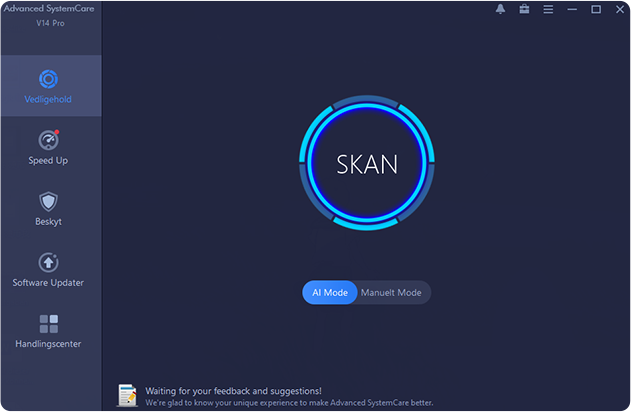 Advanced SystemCare
V14 Pro
Vedligehold
Speed Up
Beskyt
Software Updater
Handlingscenter
SKAN
AI Mode
Manuelt Mode
Waiting for your feedback and suggestions!
We're glad to know your unique experience to make Advanced SystemCare better.